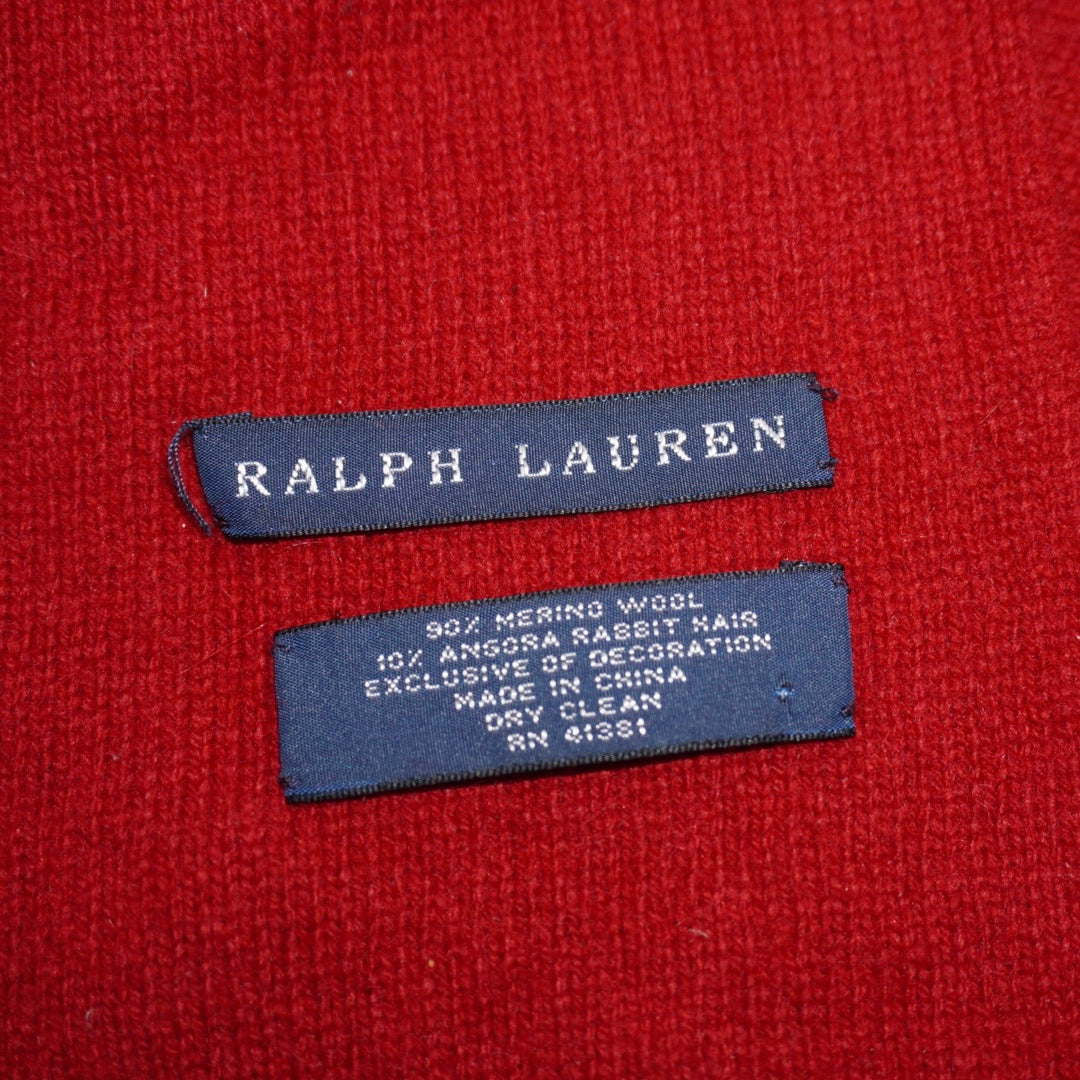 RALPH LAUREN
90% MERINO WOOL
10% ANGORA RABBIT HAIR
EXCLUSIVE OF DECORATION
MADE IN CHINA
DRY CLEAN
RN 41381